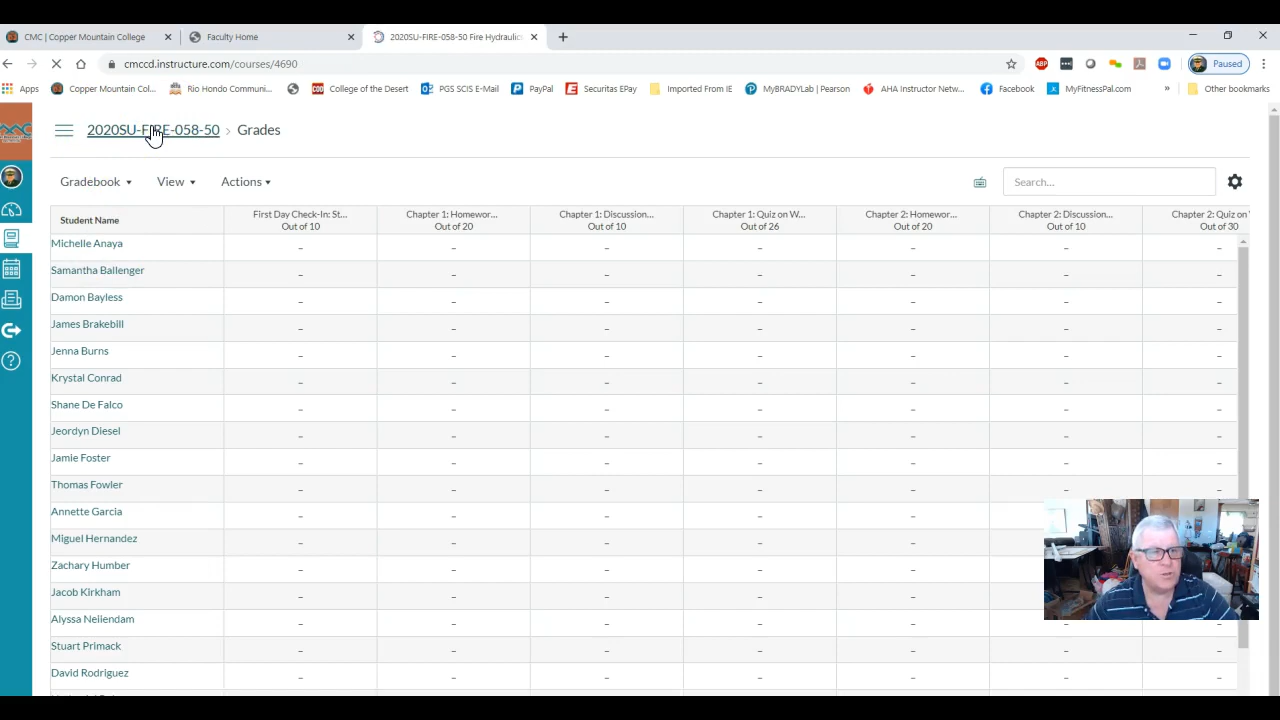 CMC | Copper Mountain College
Faculty Home
2020SU-FIRE-058-50 Fire Hydraulic
cmccd.instructure.com/courses/4690
ABP
Paused
Apps
Copper Mountain Col...
Rio Hondo Communi...
COD College of the Desert
PGS SCIS E-Mail
PayPal
Securitas EPay
Imported From IE
MyBRADYLab | Pearson
AHA Instructor Netw...
Facebook
MyFitnessPal.com
»
Other bookmarks
2020SU-FIRE-058-50 › Grades
Gradebook
View
Actions
Search...
Student Name
First Day Check-In: St...
Out of 10
Chapter 1: Homewor...
Out of 20
Chapter 1: Discussion...
Out of 10
Chapter 1: Quiz on W...
Out of 26
Chapter 2: Homewor...
Out of 20
Chapter 2: Discussion...
Out of 10
Chapter 2: Quiz on
Out of 30
Michelle Anaya
Samantha Ballenger
Damon Bayless
James Brakebill
Jenna Burns
Krystal Conrad
Shane De Falco
Jeordyn Diesel
Jamie Foster
Thomas Fowler
Annette Garcia
Miguel Hernandez
Zachary Humber
Jacob Kirkham
Alyssa Neliendam
Stuart Primack
David Rodriguez